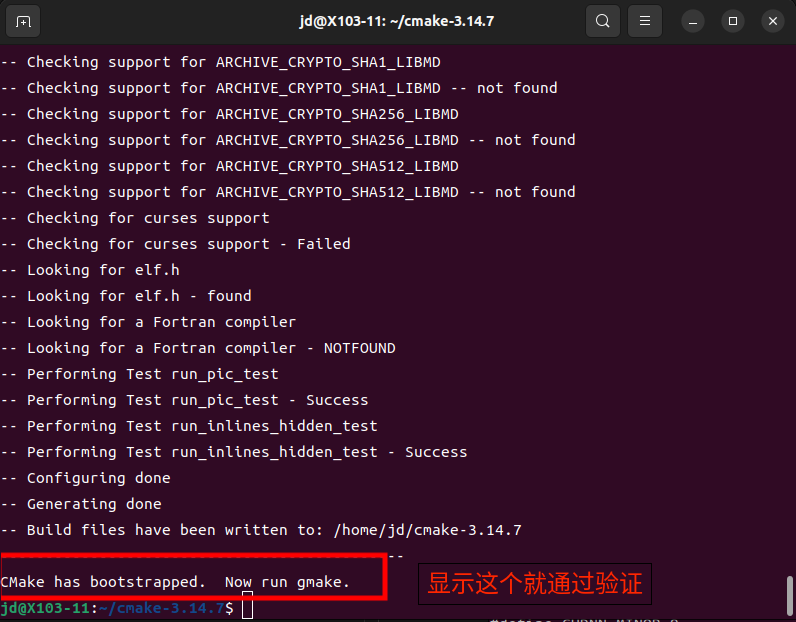 jd@X103-11: ~/cmake-3.14.7
-- Checking support for ARCHIVE_CRYPTO_SHA1_LIBMD
-- Checking support for ARCHIVE_CRYPTO_SHA1_LIBMD -- not found
-- Checking support for ARCHIVE_CRYPTO_SHA256_LIBMD
-- Checking support for ARCHIVE_CRYPTO_SHA256_LIBMD -- not found
-- Checking support for ARCHIVE_CRYPTO_SHA512_LIBMD
-- Checking support for ARCHIVE_CRYPTO_SHA512_LIBMD -- not found
-- Checking for curses support
-- Checking for curses support - Failed
-- Looking for elf.h
-- Looking for elf.h - found
-- Looking for a Fortran compiler
-- Looking for a Fortran compiler - NOTFOUND
-- Performing Test run_pic_test
-- Performing Test run_pic_test - Success
-- Performing Test run_inlines_hidden_test
-- Performing Test run_inlines_hidden_test - Success
-- Configuring done
-- Generating done
-- Build files have been written to: /home/jd/cmake-3.14.7
CMake has bootstrapped.  Now run gmake.
显示这个就通过验证
jd@X103-11:~/cmake-3.14.7$